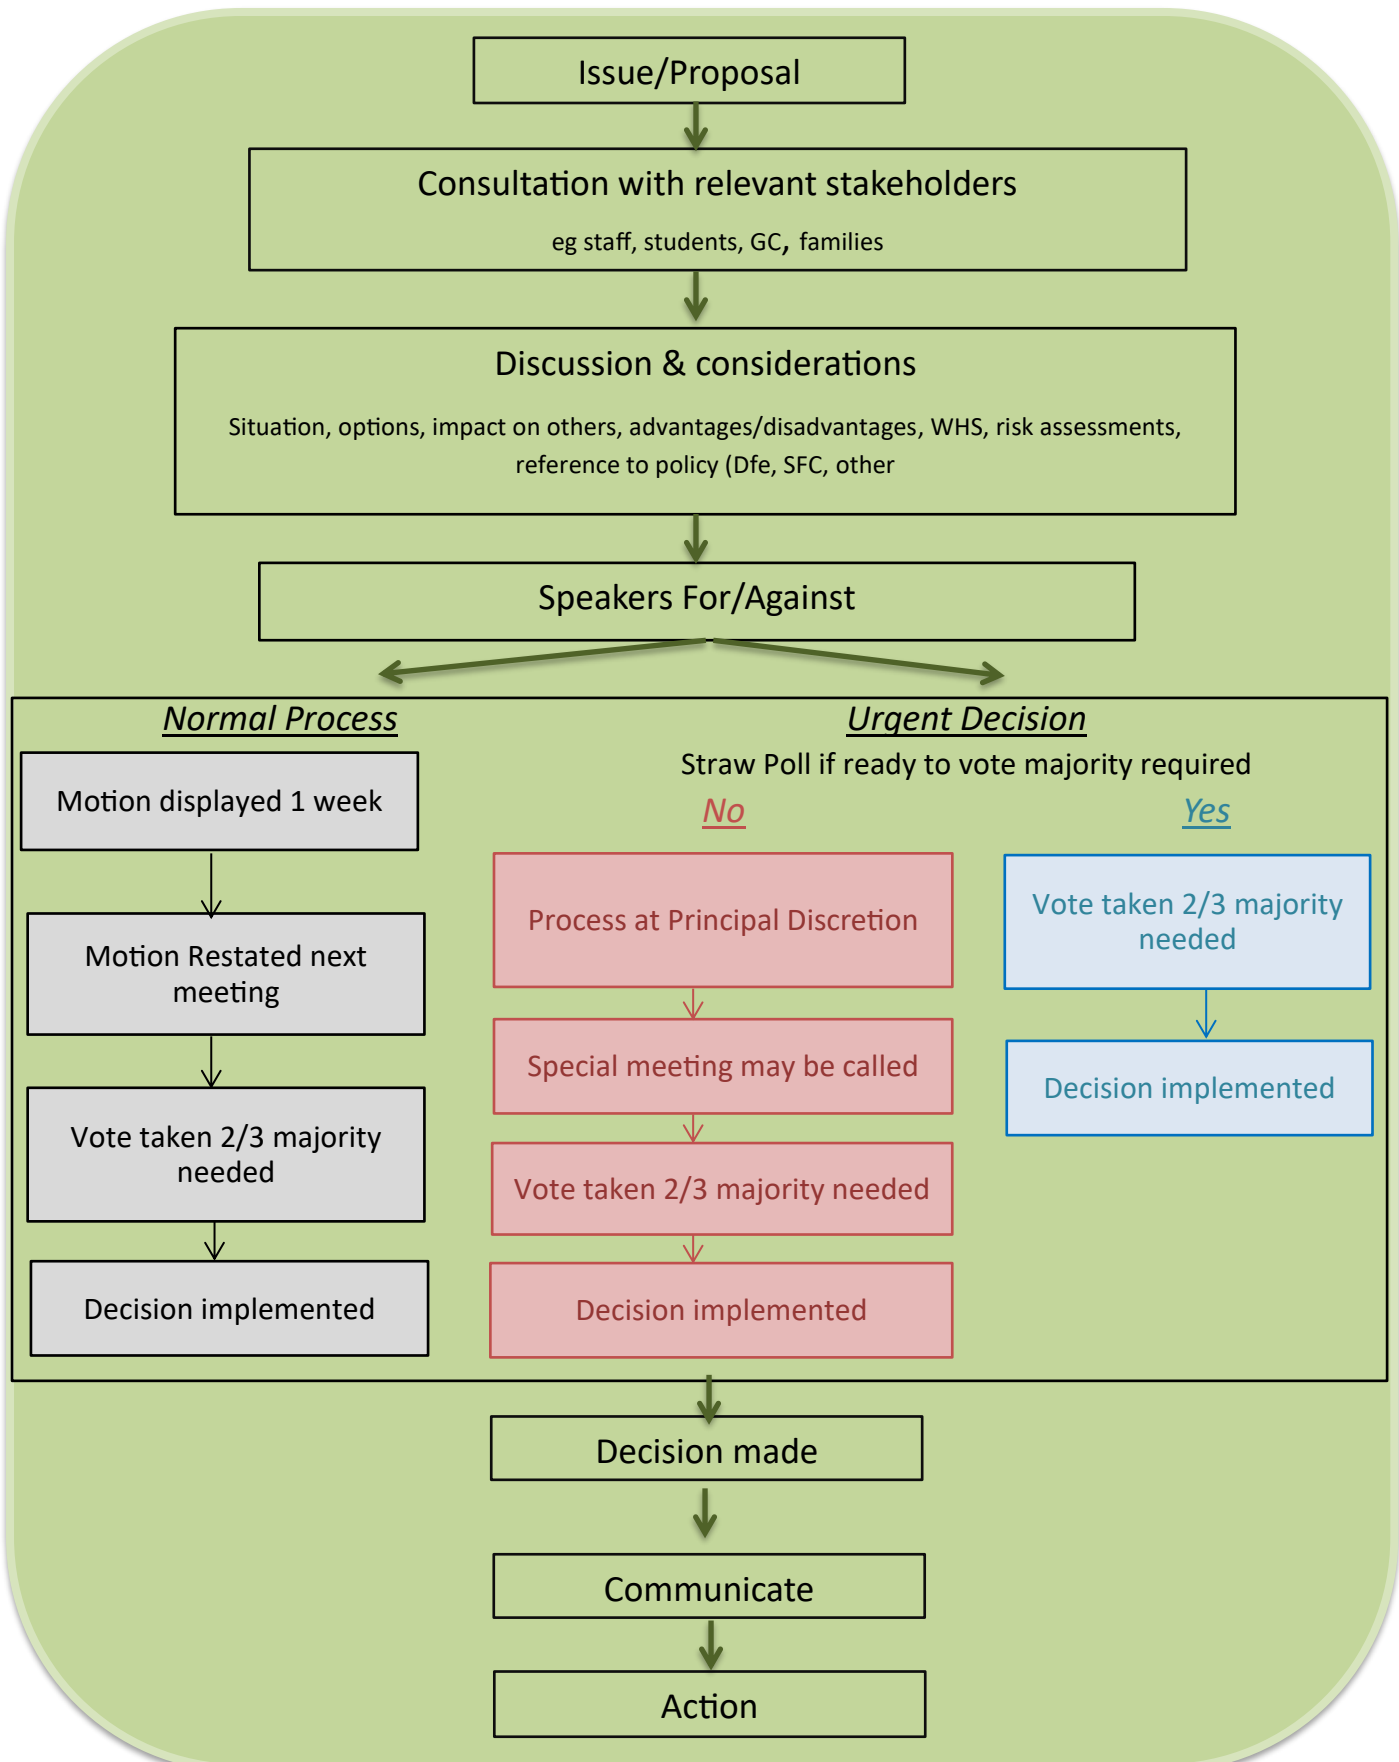 Issue/Proposal
Consultation with relevant stakeholders
eg staff, students, GC, families
Discussion & considerations
Situation, options, impact on others, advantages/disadvantages, WHS, risk assessments,
reference to policy (Dfe, SFC, other
Speakers For/Against
Normal Process
Motion displayed 1 week
Motion Restated next
meeting
Vote taken 2/3 majority
needed
Decision implemented
Urgent Decision
Straw Poll if ready to vote majority required
No
Process at Principal Discretion
Special meeting may be called
Vote taken 2/3 majority needed
Decision implemented
Yes
Vote taken 2/3 majority
needed
Decision implemented
Decision made
Communicate
Action